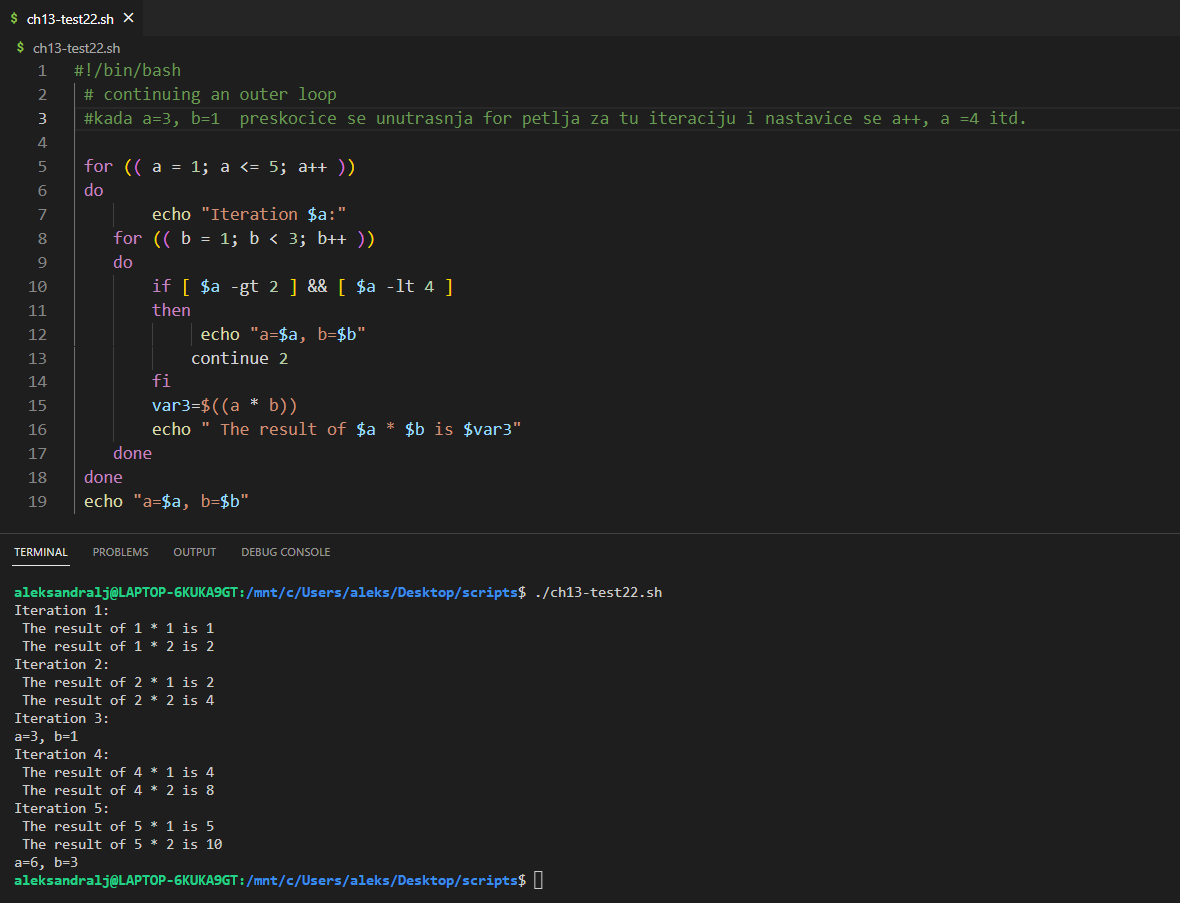 $ ch13-test22.sh ✕
$ ch13-test22.sh
1 #!/bin/bash
2 # continuing an outer loop
3 #kada a=3, b=1  preskocice se unutrasnja for petlja za tu iteraciju i nastavice se a++, a =4 itd.
4
5 for (( a = 1; a <= 5; a++ ))
6 do
7 echo "Iteration $a:"
8 for (( b = 1; b < 3; b++ ))
9 do
10 if [ $a -gt 2 ] && [ $a -lt 4 ]
11 then
12 echo "a=$a, b=$b"
13 continue 2
14 fi
15 var3=$((a * b))
16 echo " The result of $a * $b is $var3"
17 done
18 done
19 echo "a=$a, b=$b"
TERMINAL PROBLEMS OUTPUT DEBUG CONSOLE
aleksandralj@LAPTOP-6KUKA9GT:/mnt/c/Users/aleks/Desktop/scripts$ ./ch13-test22.sh
Iteration 1:
The result of 1 * 1 is 1
The result of 1 * 2 is 2
Iteration 2:
The result of 2 * 1 is 2
The result of 2 * 2 is 4
Iteration 3:
a=3, b=1
Iteration 4:
The result of 4 * 1 is 4
The result of 4 * 2 is 8
Iteration 5:
The result of 5 * 1 is 5
The result of 5 * 2 is 10
a=6, b=3
aleksandralj@LAPTOP-6KUKA9GT:/mnt/c/Users/aleks/Desktop/scripts$